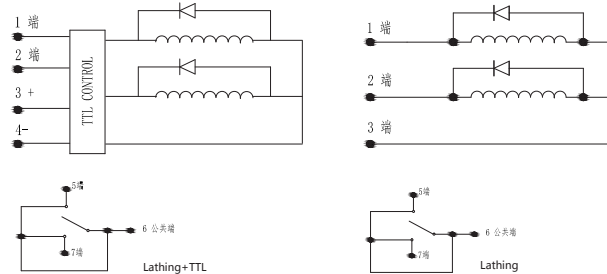 1 端
2 端
3 +
4-
TTL CONTROL
5端
6 公共端
7端
Lathing+TTL
1 端
2 端
3 端
5端
6 公共端
7端
Lathing